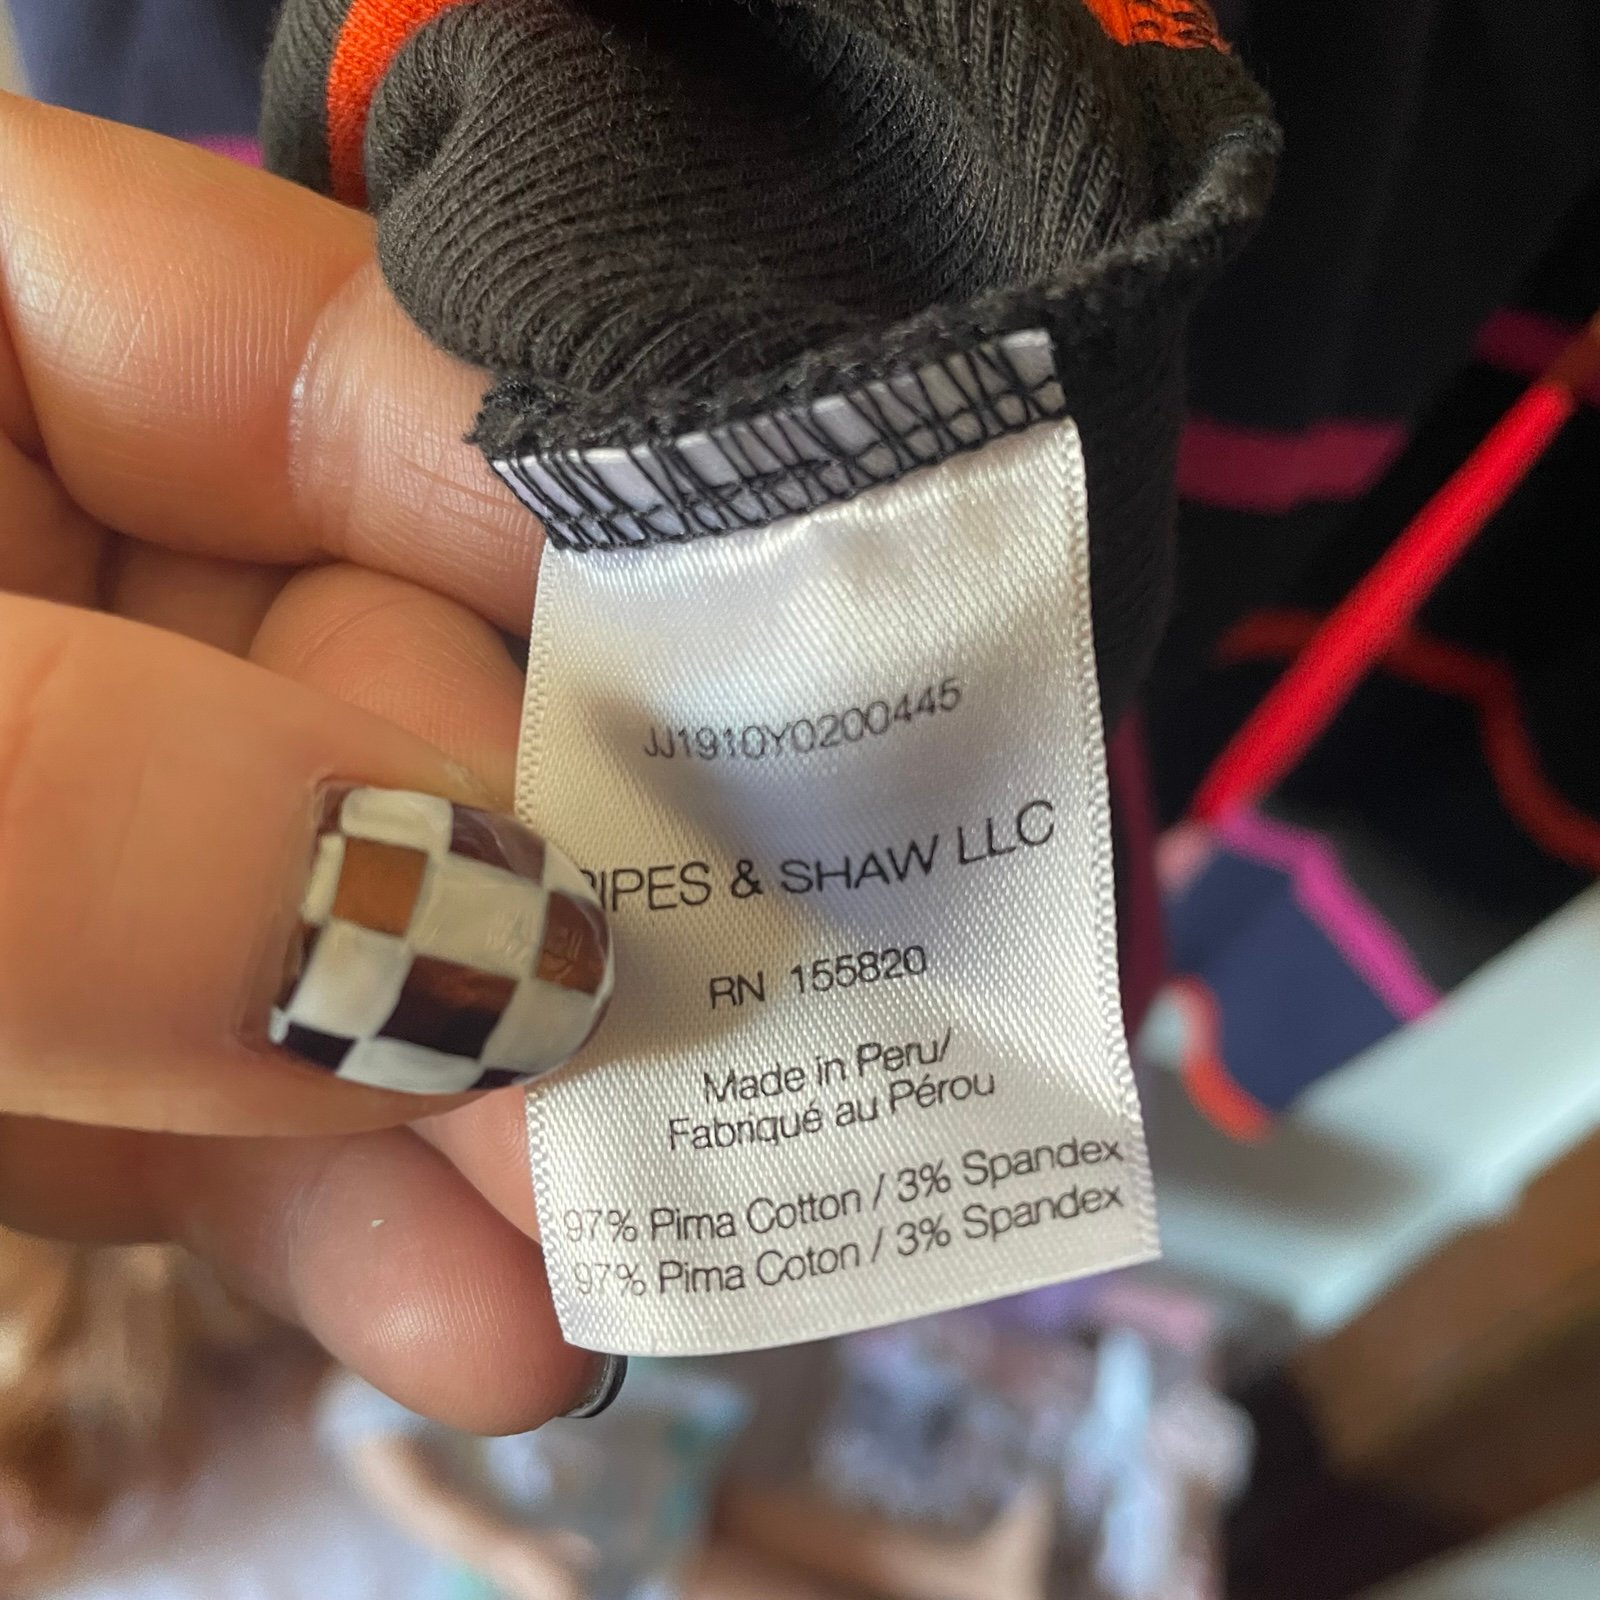 JJ1910Y0200445
PIPES & SHAW LLC
RN 155820
Made in Peru/
Fabriqué au Pérou
97% Pima Cotton / 3% Spandex
97% Pima Coton / 3% Spandex